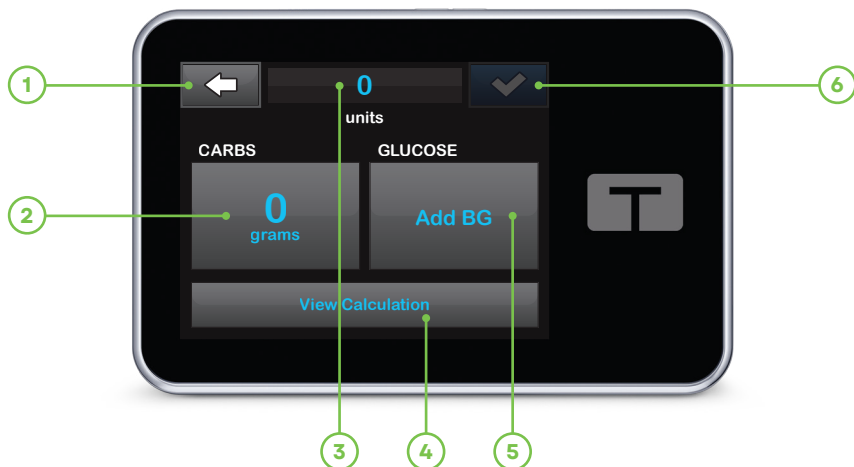 1
0
6
units
CARBS
GLUCOSE
2
0
grams
Add BG
View Calculation
3
4
5